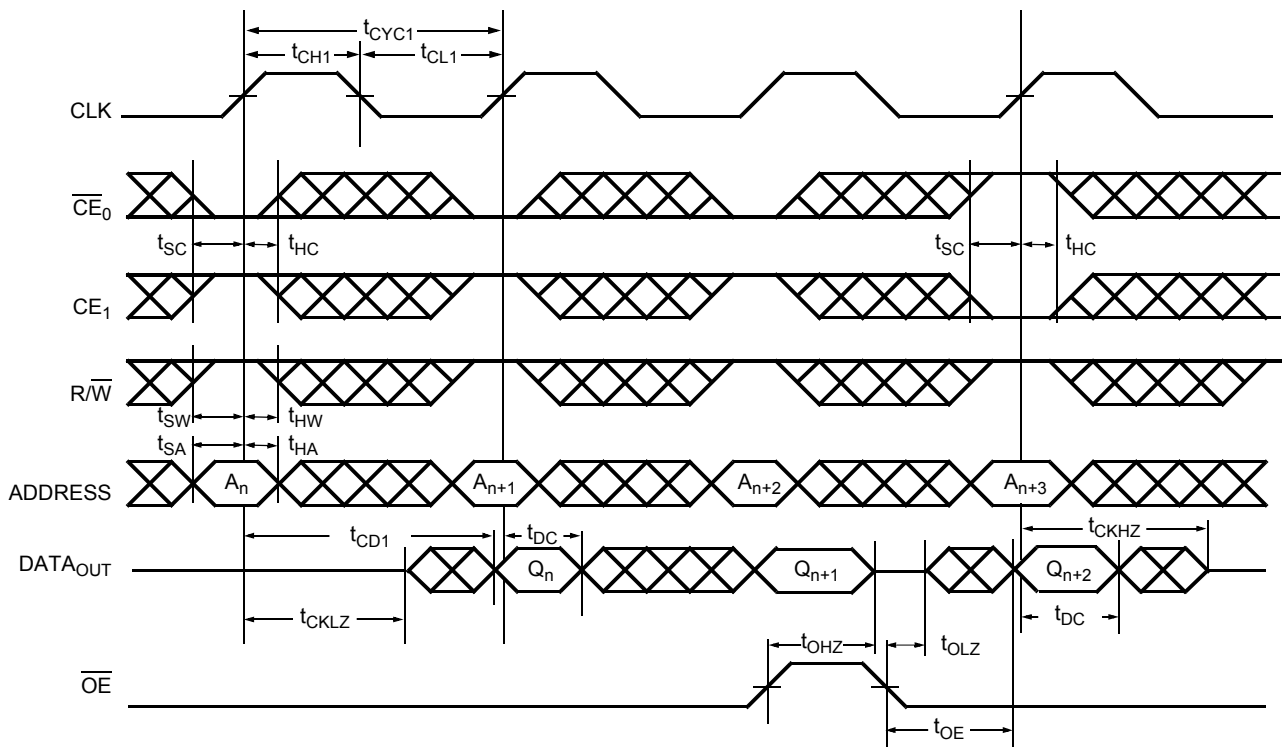 tCYC1
tCH1 tCL1
CLK
CE0
tSC tHC tSC tHC
CE1
R/W
tSW tHW
tSA tHA
ADDRESS An An+1 An+2 An+3
tCD1 tDC tCKHZ
DATAOUT Qn Qn+1 Qn+2
tCKLZ tDC
tOHZ tOLZ
OE
tOE